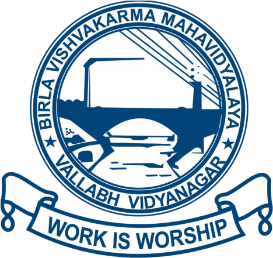 BIRLA VISHVAKARMA MAHAVIDYALAYA
★ VALLABH VIDYANAGAR ★
WORK IS WORSHIP